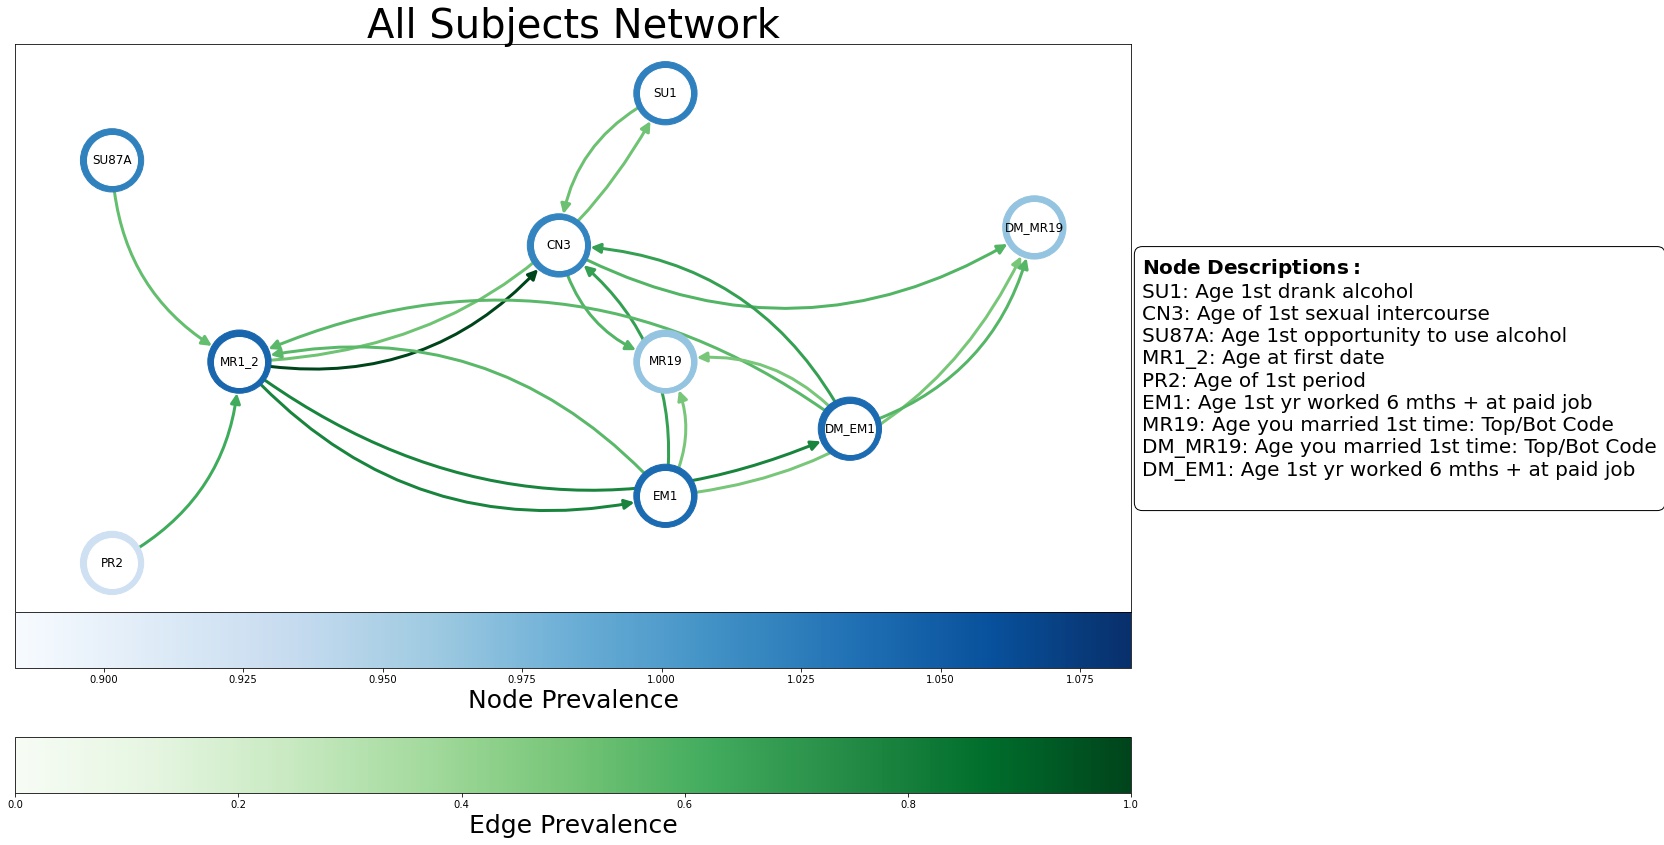 All Subjects Network
SU1
SU87A
CN3
DM_MR19
MR1_2
MR19
DM_EM1
EM1
PR2
Node Descriptions:
SU1: Age 1st drank alcohol
CN3: Age of 1st sexual intercourse
SU87A: Age 1st opportunity to use alcohol
MR1_2: Age at first date
PR2: Age of 1st period
EM1: Age 1st yr worked 6 mths + at paid job
MR19: Age you married 1st time: Top/Bot Code
DM_MR19: Age you married 1st time: Top/Bot Code
DM_EM1: Age 1st yr worked 6 mths + at paid job
0.900 0.925 0.950 0.975 1.000 1.025 1.050 1.075
Node Prevalence
0.0 0.2 0.4 0.6 0.8 1.0
Edge Prevalence